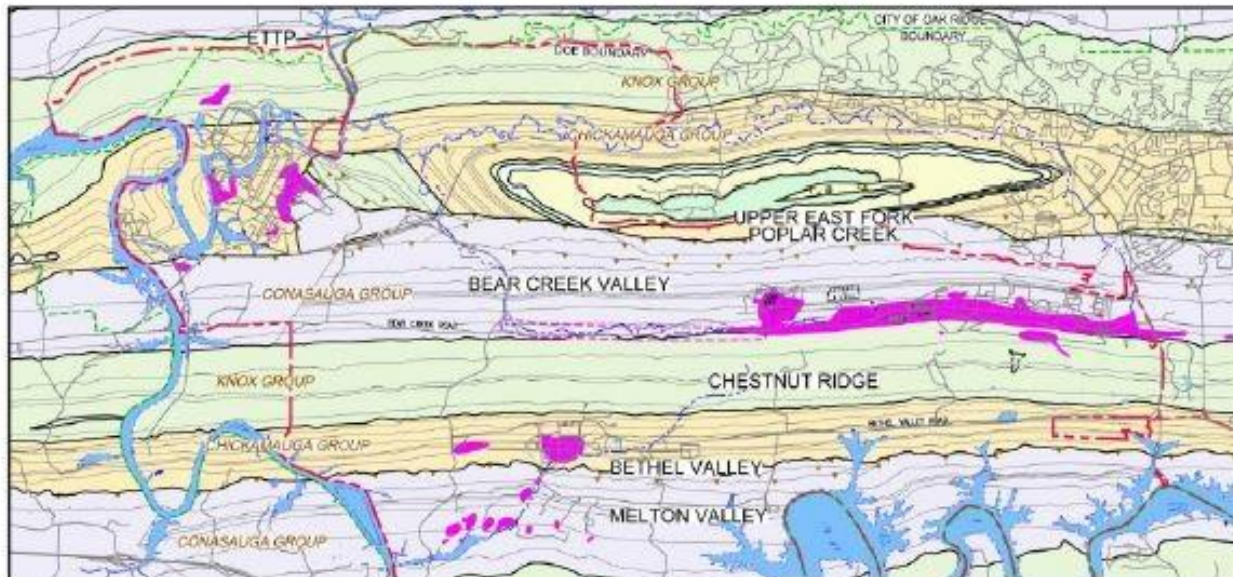 CITY OF OAK RIDGE
BOUNDARY
ETTP
DOE BOUNDARY
KNOX GROUP
CHICKAMAUGA GROUP
UPPER EAST FORK
POPLAR CREEK
BEAR CREEK VALLEY
CONASAUGA GROUP
BEAR CREEK ROAD
KNOX GROUP
CHESTNUT RIDGE
BETHEL VALLEY ROAD
CHICKAMAUGA GROUP
BETHEL VALLEY
MELTON VALLEY
CONASAUGA GROUP